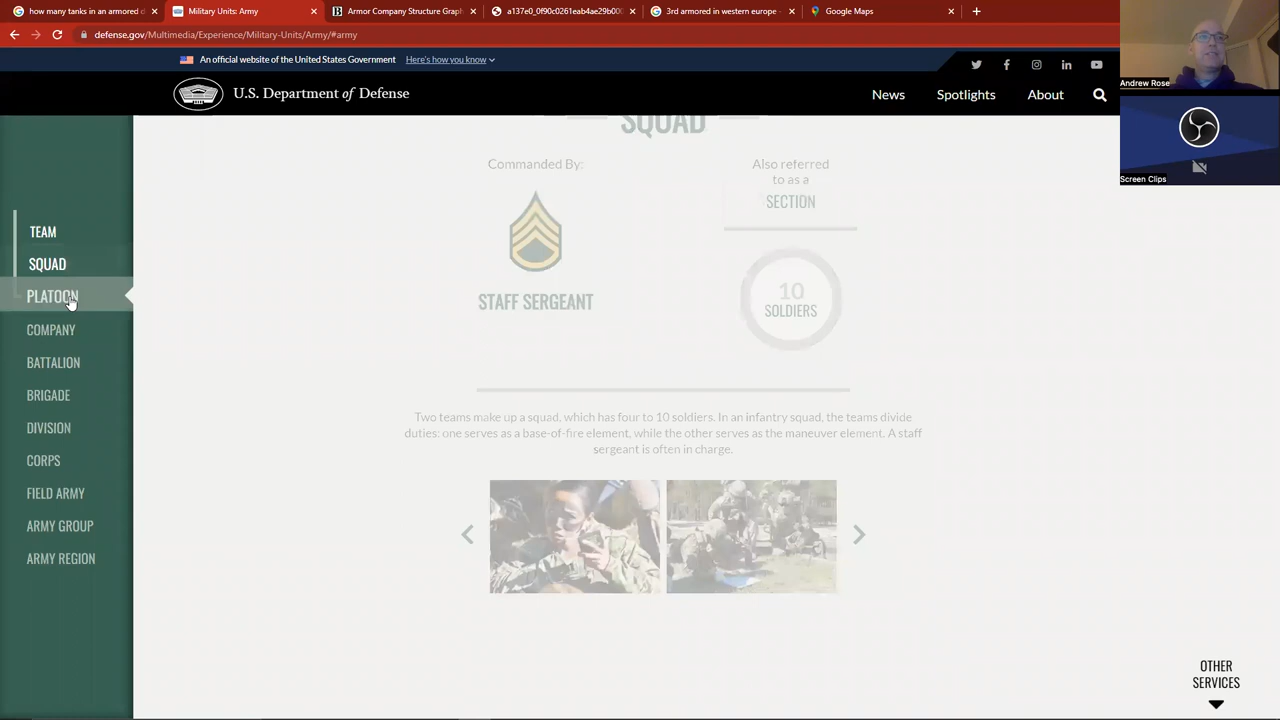 how many tanks in an armored d
Military Units: Army
Armor Company Structure Grap
a137e0_0f90c0261eab4ae29b00
3rd armored in western europe -
Google Maps
defense.gov/Multimedia/Experience/Military-Units/Army/#army
An official website of the United States Government Here's how you know
U.S. Department of Defense
News Spotlights About
Andrew Rose
Screen Clips
TEAM
SQUAD
PLATOON
COMPANY
BATTALION
BRIGADE
DIVISION
CORPS
FIELD ARMY
ARMY GROUP
ARMY REGION
SQUAD
Commanded By:
STAFF SERGEANT
Also referred
to as a
SECTION
10
SOLDIERS
Two teams make up a squad, which has four to 10 soldiers. In an infantry squad, the teams divide
duties: one serves as a base-of-fire element, while the other serves as the maneuver element. A staff
sergeant is often in charge.
OTHER
SERVICES